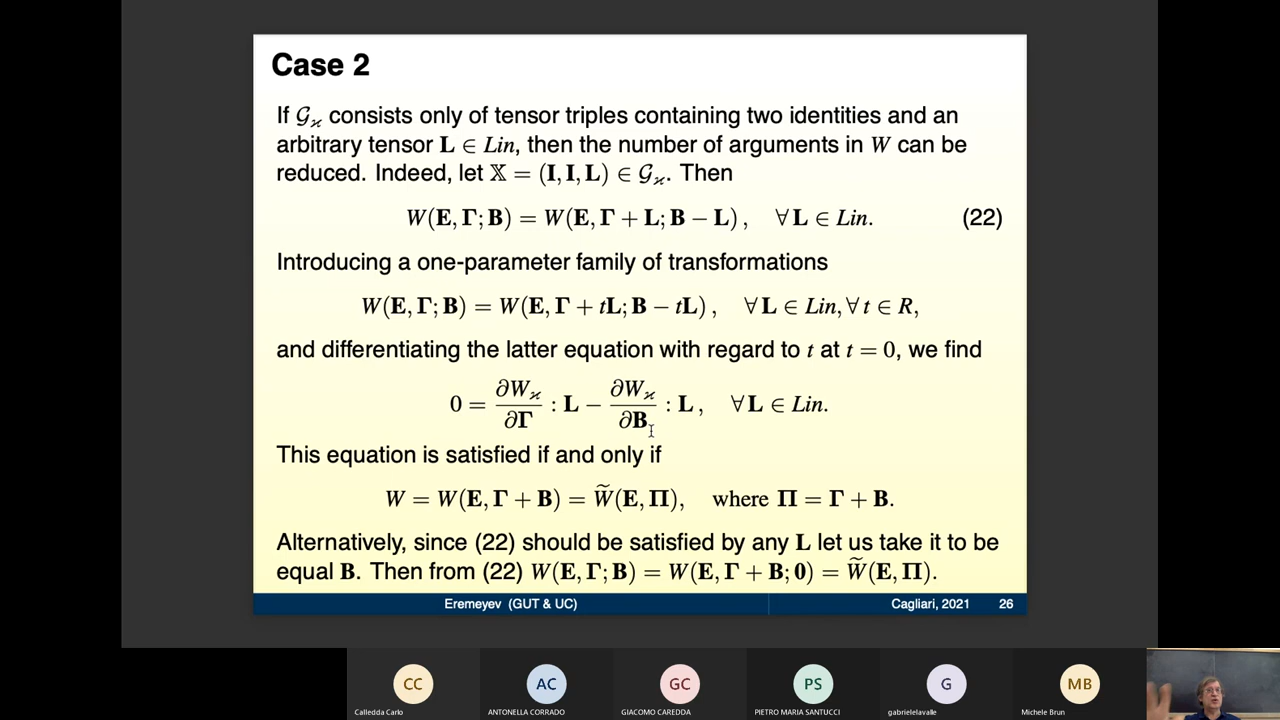 Case 2
If 𝒢ϰ consists only of tensor triples containing two identities and an
arbitrary tensor L ∈ Lin, then the number of arguments in W can be
reduced. Indeed, let 𝕏 = (I, I, L) ∈ 𝒢ϰ. Then
W(E, Γ; B) = W(E, Γ + L; B − L), ∀ L ∈ Lin. (22)
Introducing a one-parameter family of transformations
W(E, Γ; B) = W(E, Γ + tL; B − tL), ∀ L ∈ Lin, ∀ t ∈ R,
and differentiating the latter equation with regard to t at t = 0, we find
0 = ∂Wϰ/∂Γ : L − ∂Wϰ/∂B : L, ∀ L ∈ Lin.
This equation is satisfied if and only if
W = W(E, Γ + B) = W̃(E, Π), where Π = Γ + B.
Alternatively, since (22) should be satisfied by any L let us take it to be
equal B. Then from (22) W(E, Γ; B) = W(E, Γ + B; 0) = W̃(E, Π).
Eremeyev (GUT & UC) Cagliari, 2021 26
CC AC GC PS G MB
Calledda Carlo ANTONELLA CORRADO GIACOMO CAREDDA PIETRO MARIA SANTUCCI gabrielelavalle Michele Brun